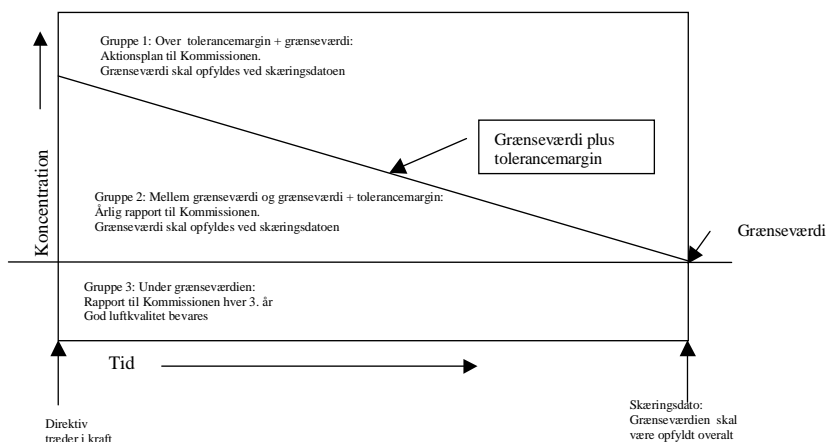 Gruppe 1: Over tolerancemargin + grænseværdi:
Aktionsplan til Kommissionen.
Grænseværdi skal opfyldes ved skæringsdatoen
Koncentration
Grænseværdi plus
tolerancemargin
Gruppe 2: Mellem grænseværdi og grænseværdi + tolerancemargin:
Årlig rapport til Kommissionen.
Grænseværdi skal opfyldes ved skæringsdatoen
Grænseværdi
Gruppe 3: Under grænseværdien:
Rapport til Kommissionen hver 3. år
God luftkvalitet bevares
Tid
Direktiv
træder i kraft
Skæringsdato:
Grænseværdien skal
være opfyldt overalt